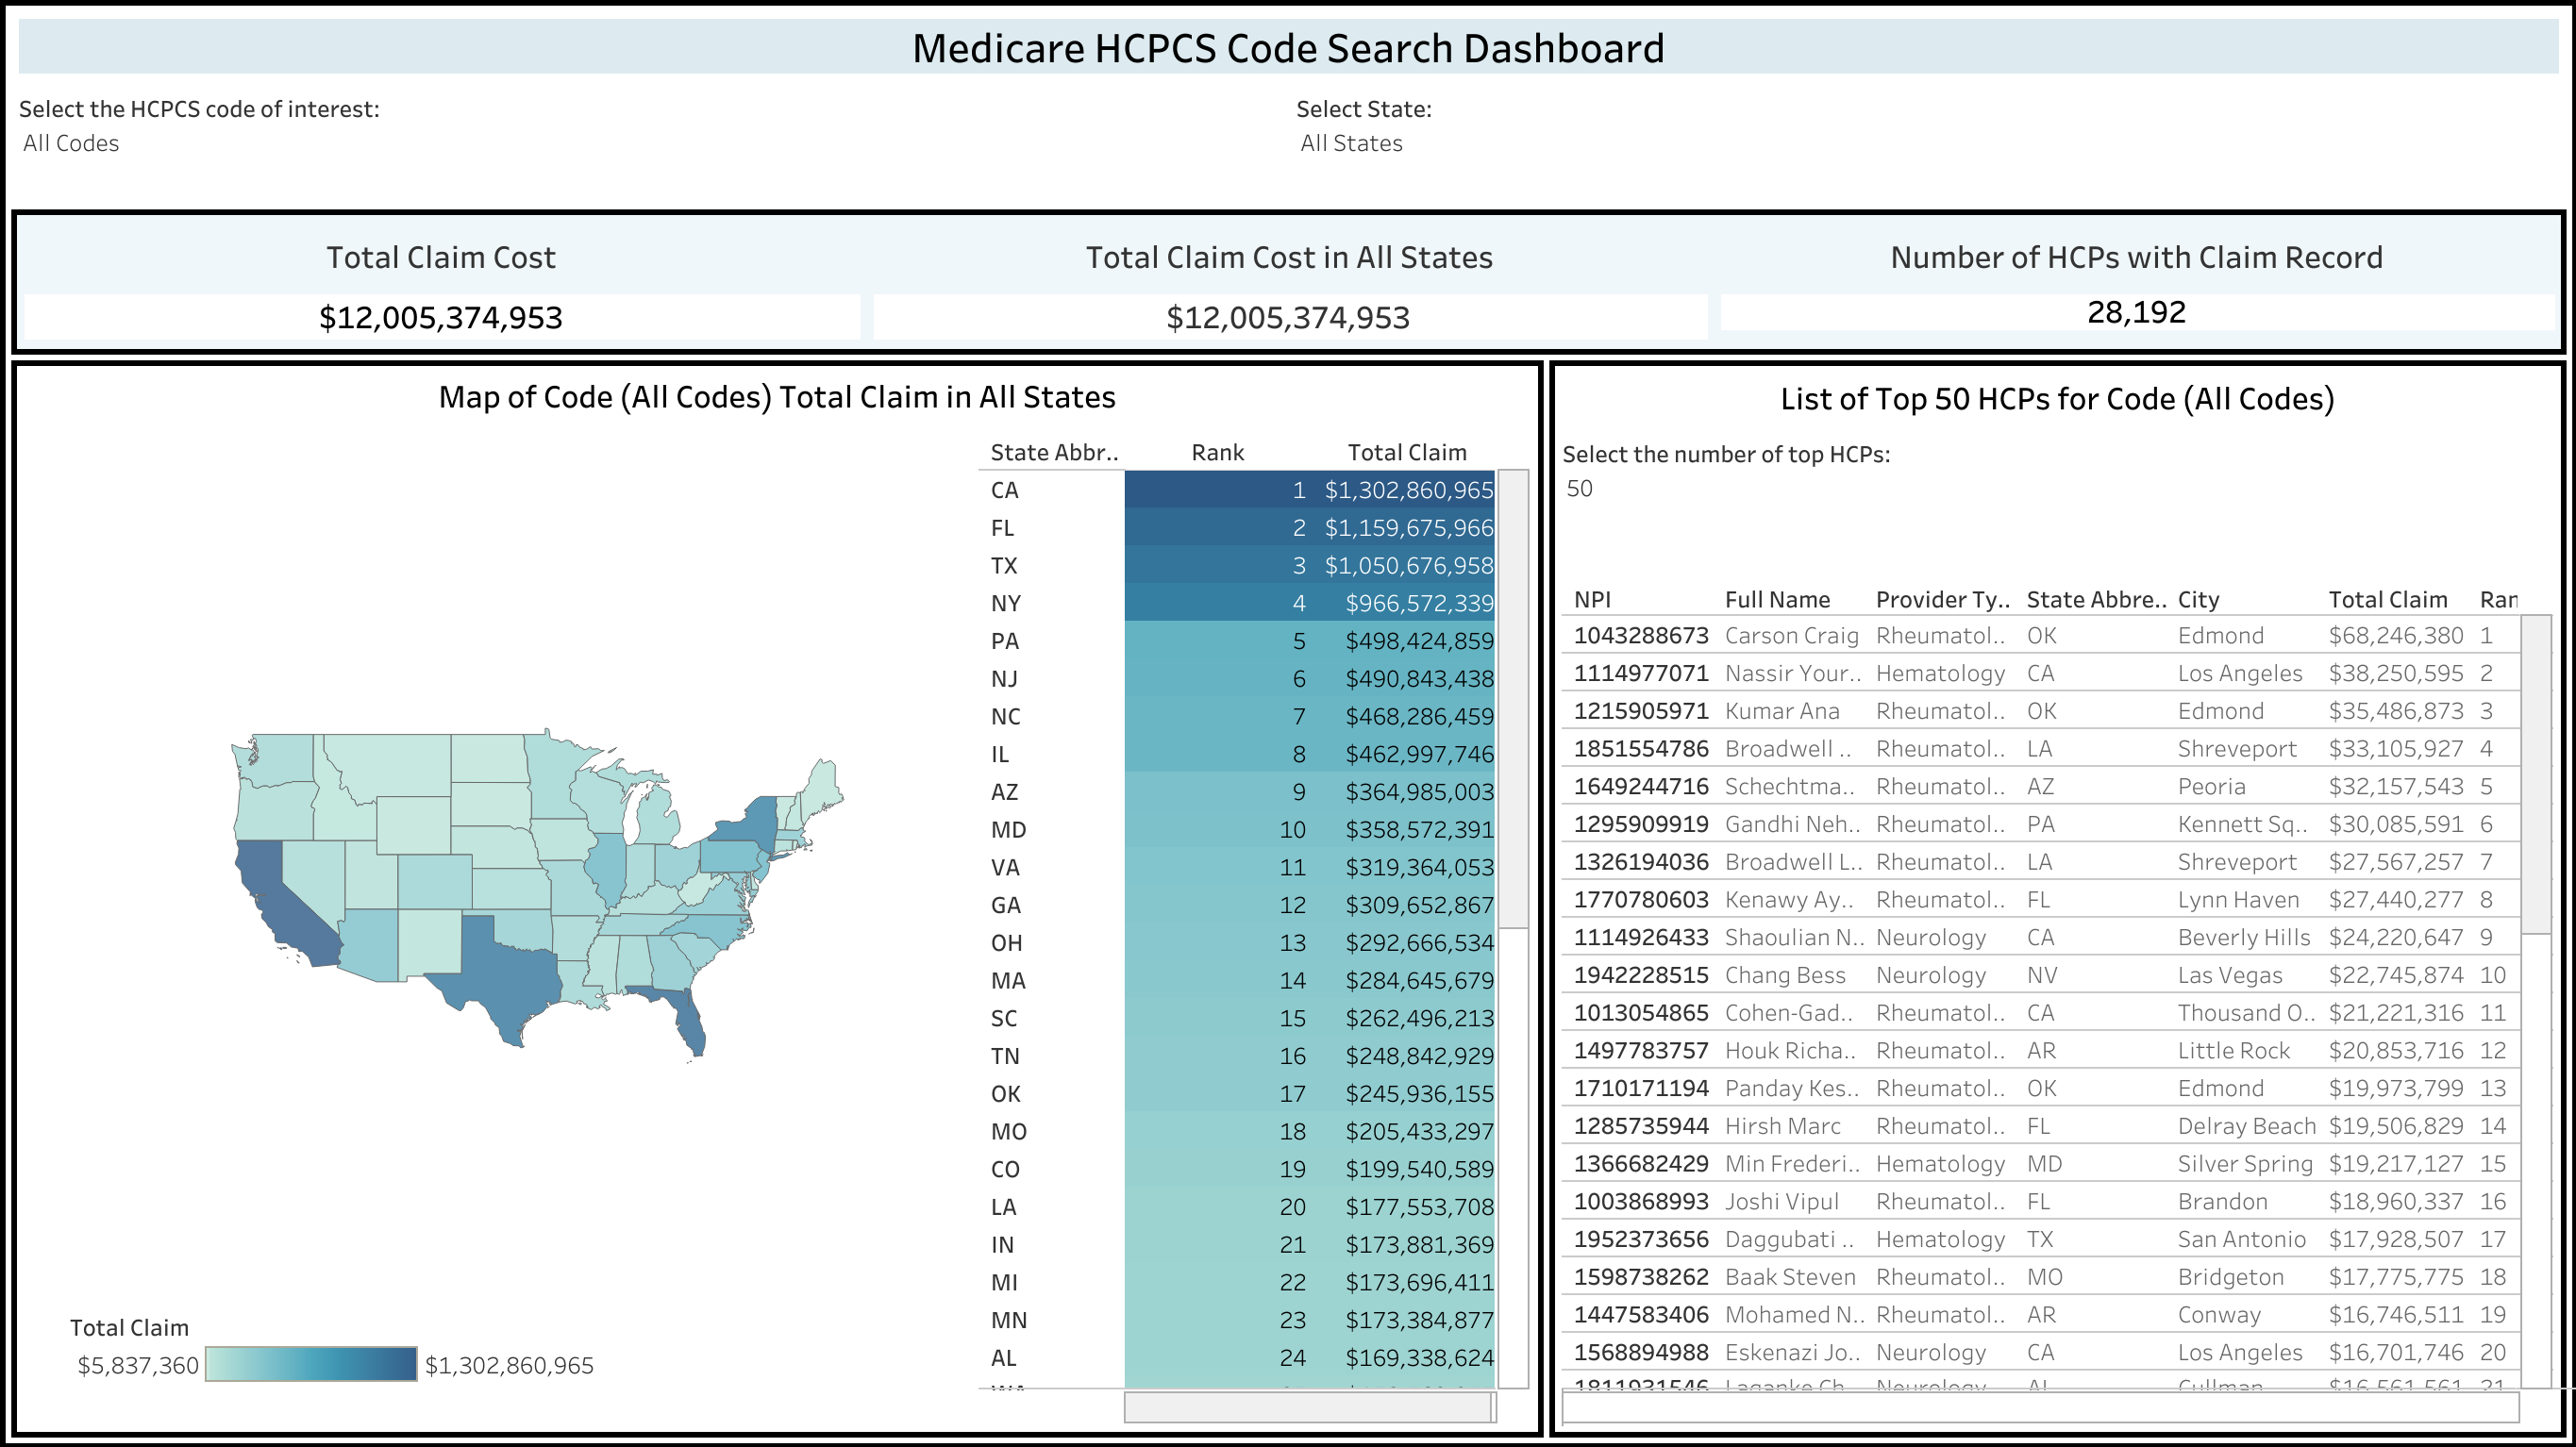 Medicare HCPCS Code Search Dashboard
Select the HCPCS code of interest:
All Codes
Select State:
All States
Total Claim Cost
$12,005,374,953
Total Claim Cost in All States
$12,005,374,953
Number of HCPs with Claim Record
28,192
Map of Code (All Codes) Total Claim in All States
State Abbr.. Rank Total Claim
CA 1 $1,302,860,965
FL 2 $1,159,675,966
TX 3 $1,050,676,958
NY 4 $966,572,339
PA 5 $498,424,859
NJ 6 $490,843,438
NC 7 $468,286,459
IL 8 $462,997,746
AZ 9 $364,985,003
MD 10 $358,572,391
VA 11 $319,364,053
GA 12 $309,652,867
OH 13 $292,666,534
MA 14 $284,645,679
SC 15 $262,496,213
TN 16 $248,842,929
OK 17 $245,936,155
MO 18 $205,433,297
CO 19 $199,540,589
LA 20 $177,553,708
IN 21 $173,881,369
MI 22 $173,696,411
MN 23 $173,384,877
AL 24 $169,338,624
Total Claim
$5,837,360 $1,302,860,965
List of Top 50 HCPs for Code (All Codes)
Select the number of top HCPs:
50
NPI Full Name Provider Ty.. State Abbre.. City Total Claim Ran
1043288673 Carson Craig Rheumatol.. OK Edmond $68,246,380 1
1114977071 Nassir Your.. Hematology CA Los Angeles $38,250,595 2
1215905971 Kumar Ana Rheumatol.. OK Edmond $35,486,873 3
1851554786 Broadwell .. Rheumatol.. LA Shreveport $33,105,927 4
1649244716 Schechtma.. Rheumatol.. AZ Peoria $32,157,543 5
1295909919 Gandhi Neh.. Rheumatol.. PA Kennett Sq.. $30,085,591 6
1326194036 Broadwell L.. Rheumatol.. LA Shreveport $27,567,257 7
1770780603 Kenawy Ay.. Rheumatol.. FL Lynn Haven $27,440,277 8
1114926433 Shaoulian N.. Neurology CA Beverly Hills $24,220,647 9
1942228515 Chang Bess Neurology NV Las Vegas $22,745,874 10
1013054865 Cohen-Gad.. Rheumatol.. CA Thousand O.. $21,221,316 11
1497783757 Houk Richa.. Rheumatol.. AR Little Rock $20,853,716 12
1710171194 Panday Kes.. Rheumatol.. OK Edmond $19,973,799 13
1285735944 Hirsh Marc Rheumatol.. FL Delray Beach $19,506,829 14
1366682429 Min Frederi.. Hematology MD Silver Spring $19,217,127 15
1003868993 Joshi Vipul Rheumatol.. FL Brandon $18,960,337 16
1952373656 Daggubati .. Hematology TX San Antonio $17,928,507 17
1598738262 Baak Steven Rheumatol.. MO Bridgeton $17,775,775 18
1447583406 Mohamed N.. Rheumatol.. AR Conway $16,746,511 19
1568894988 Eskenazi Jo.. Neurology CA Los Angeles $16,701,746 20